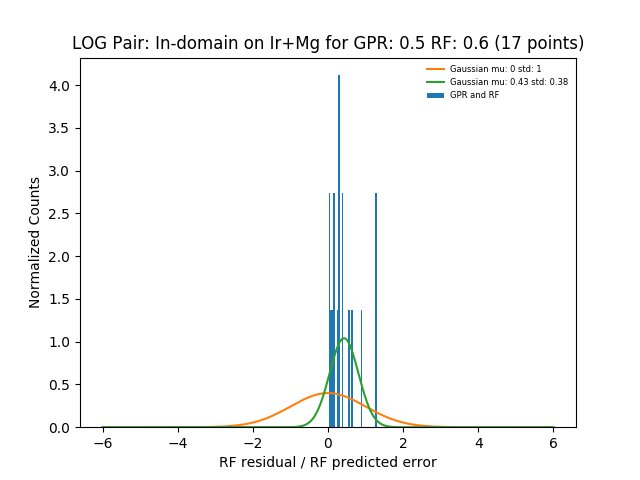 LOG Pair: In-domain on Ir+Mg for GPR: 0.5 RF: 0.6 (17 points)
Gaussian mu: 0 std: 1
Gaussian mu: 0.43 std: 0.38
GPR and RF
Normalized Counts
4.0
3.5
3.0
2.5
2.0
1.5
1.0
0.5
0.0
−6 −4 −2 0 2 4 6
RF residual / RF predicted error